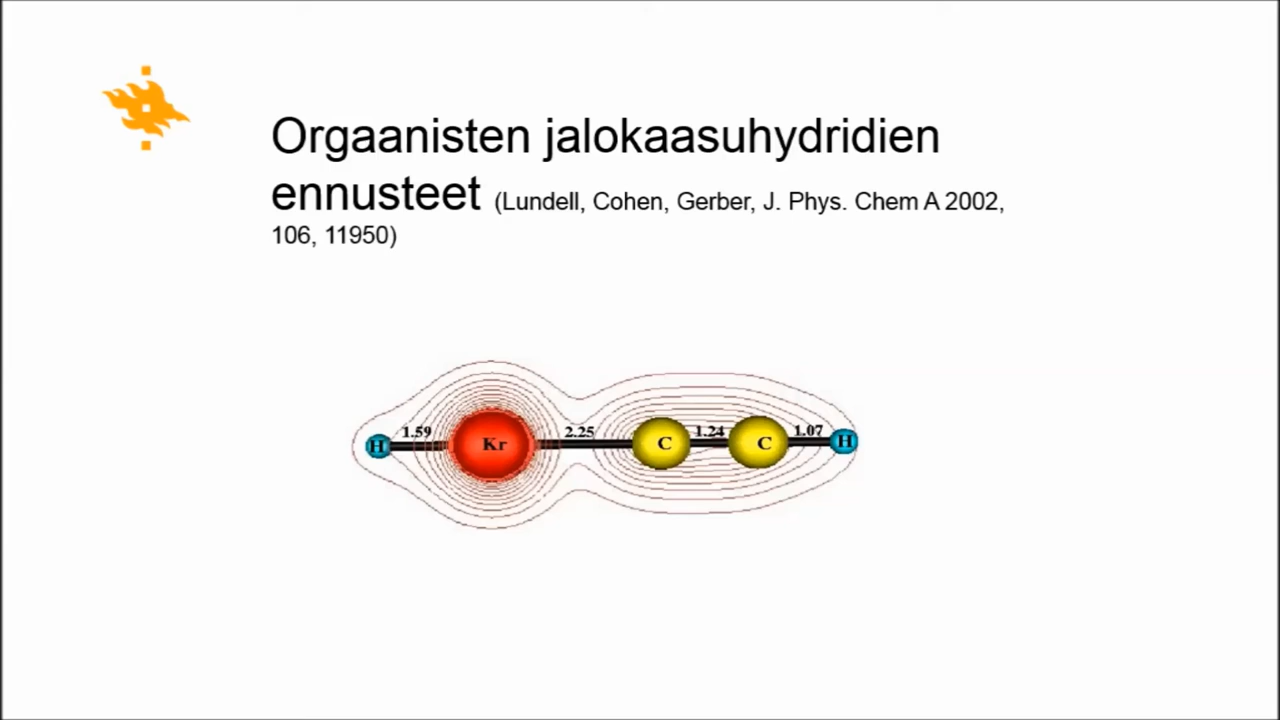 Orgaanisten jalokaasuhydridien
ennusteet (Lundell, Cohen, Gerber, J. Phys. Chem A 2002,
106, 11950)
1.59 2.25 1.24 1.07
H Kr C C H